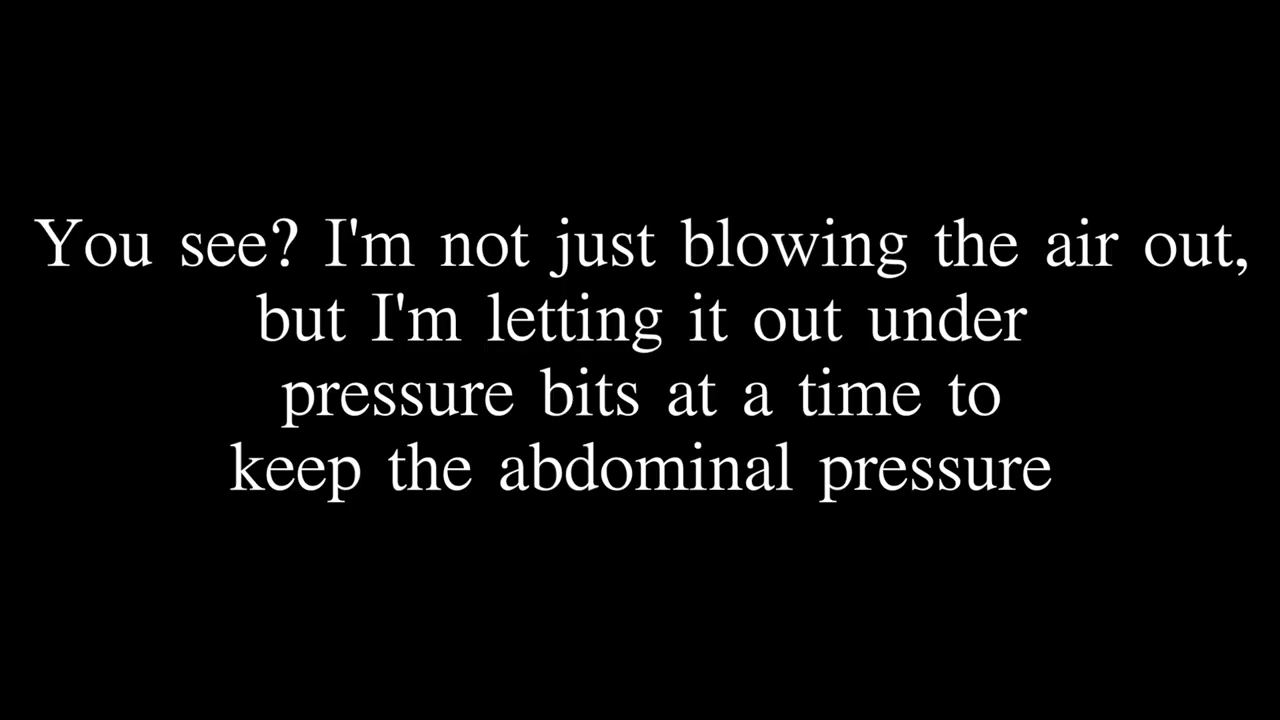 You see? I'm not just blowing the air out,
but I'm letting it out under
pressure bits at a time to
keep the abdominal pressure